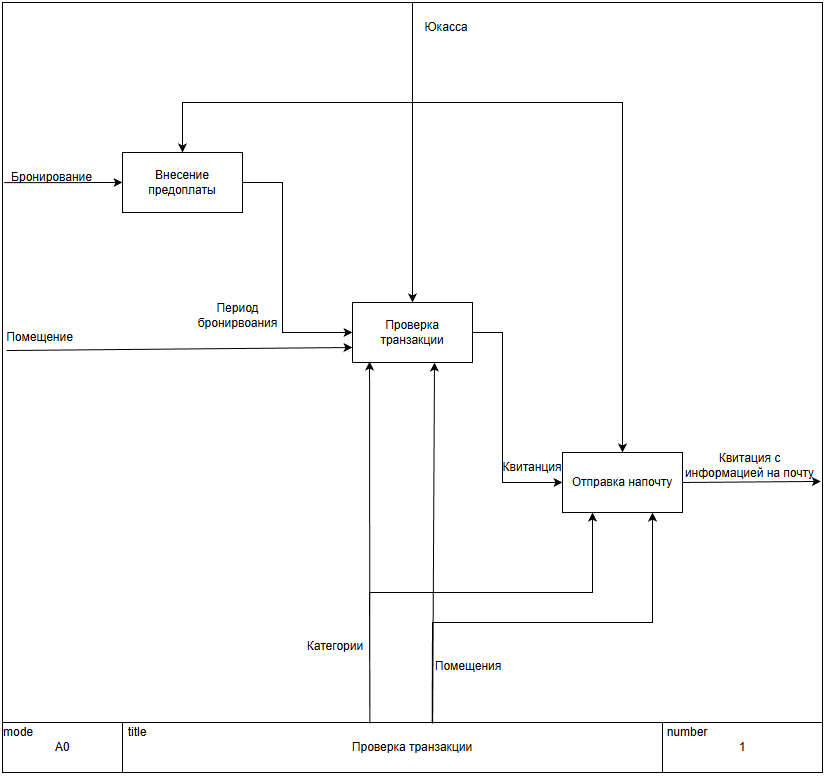 Юкасса
Внесение
предоплаты
Бронирование
Период
бронирвоания
Проверка
транзакции
Помещение
Квитация с
информацией на почту
Квитанция
Отправка напочту
Категории
Помещения
mode
A0
title
Проверка транзакции
number
1